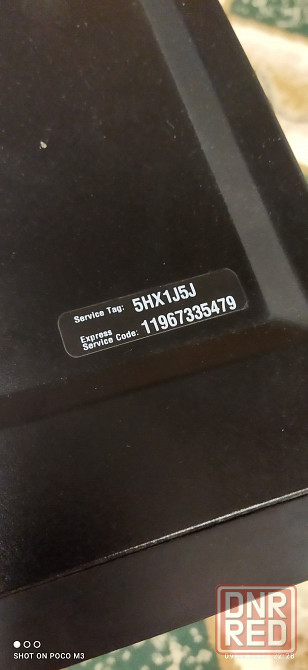 Service Tag: 5HX1J5J
Express
Service Code: 11967335479
SHOT ON POCO M3
DNR
RED